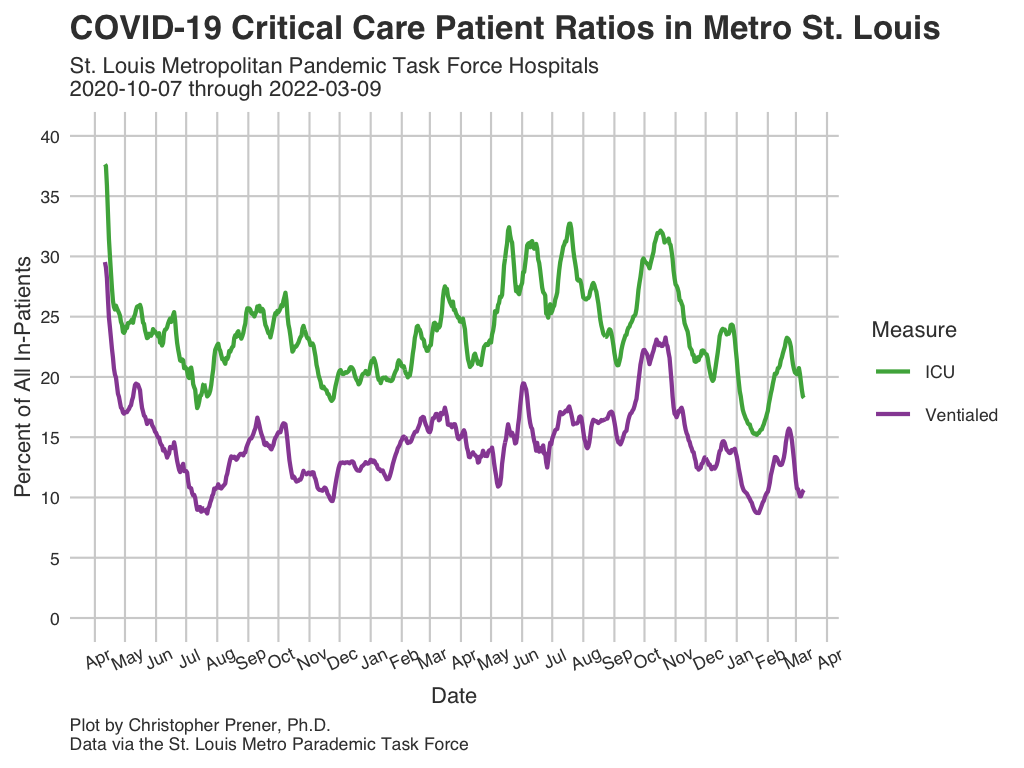 COVID-19 Critical Care Patient Ratios in Metro St. Louis
St. Louis Metropolitan Pandemic Task Force Hospitals
2020-10-07 through 2022-03-09
40
35
30
25
20
15
10
5
0
Percent of All In-Patients
Apr May Jun Jul Aug Sep Oct Nov Dec Jan Feb Mar Apr May Jun Jul Aug Sep Oct Nov Dec Jan Feb Mar Apr
Date
Measure
ICU
Ventialed
Plot by Christopher Prener, Ph.D.
Data via the St. Louis Metro Parademic Task Force